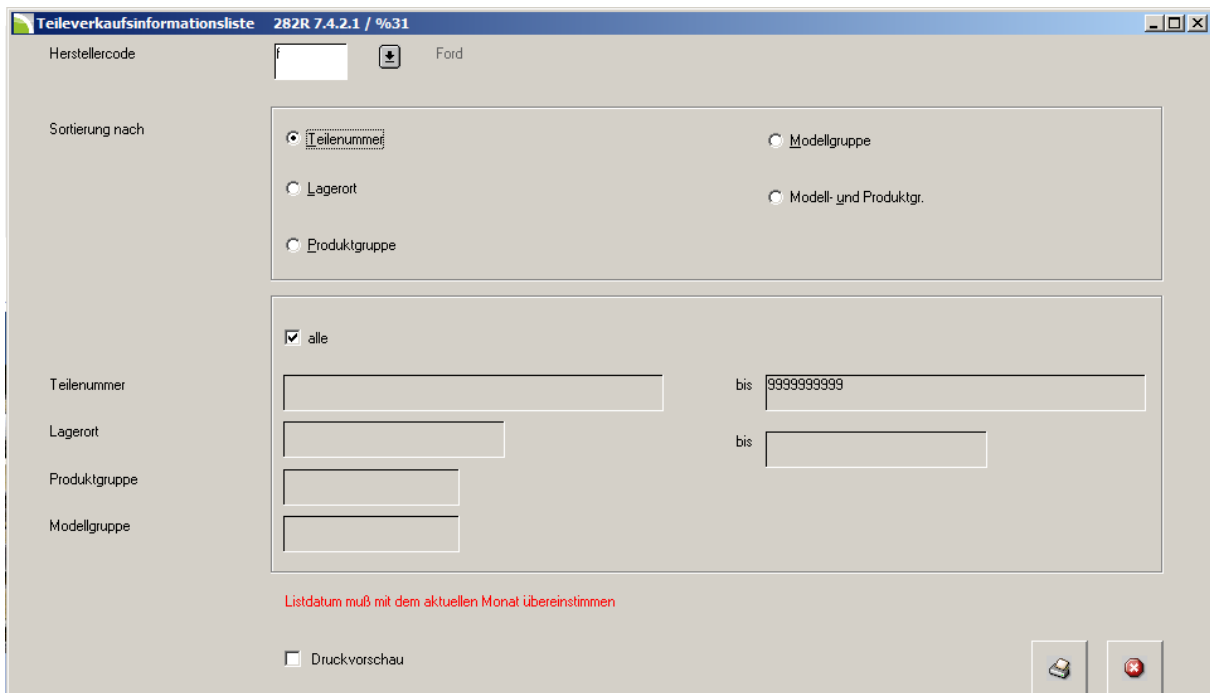 Teileverkaufsinformationsliste 282R 7.4.2.1 / %31
Herstellercode f Ford
Sortierung nach
Teilenummer
Modellgruppe
Lagerort
Modell- und Produktgr.
Produktgruppe
alle
Teilenummer bis 9999999999
Lagerort bis
Produktgruppe
Modellgruppe
Listdatum muß mit dem aktuellen Monat übereinstimmen
Druckvorschau